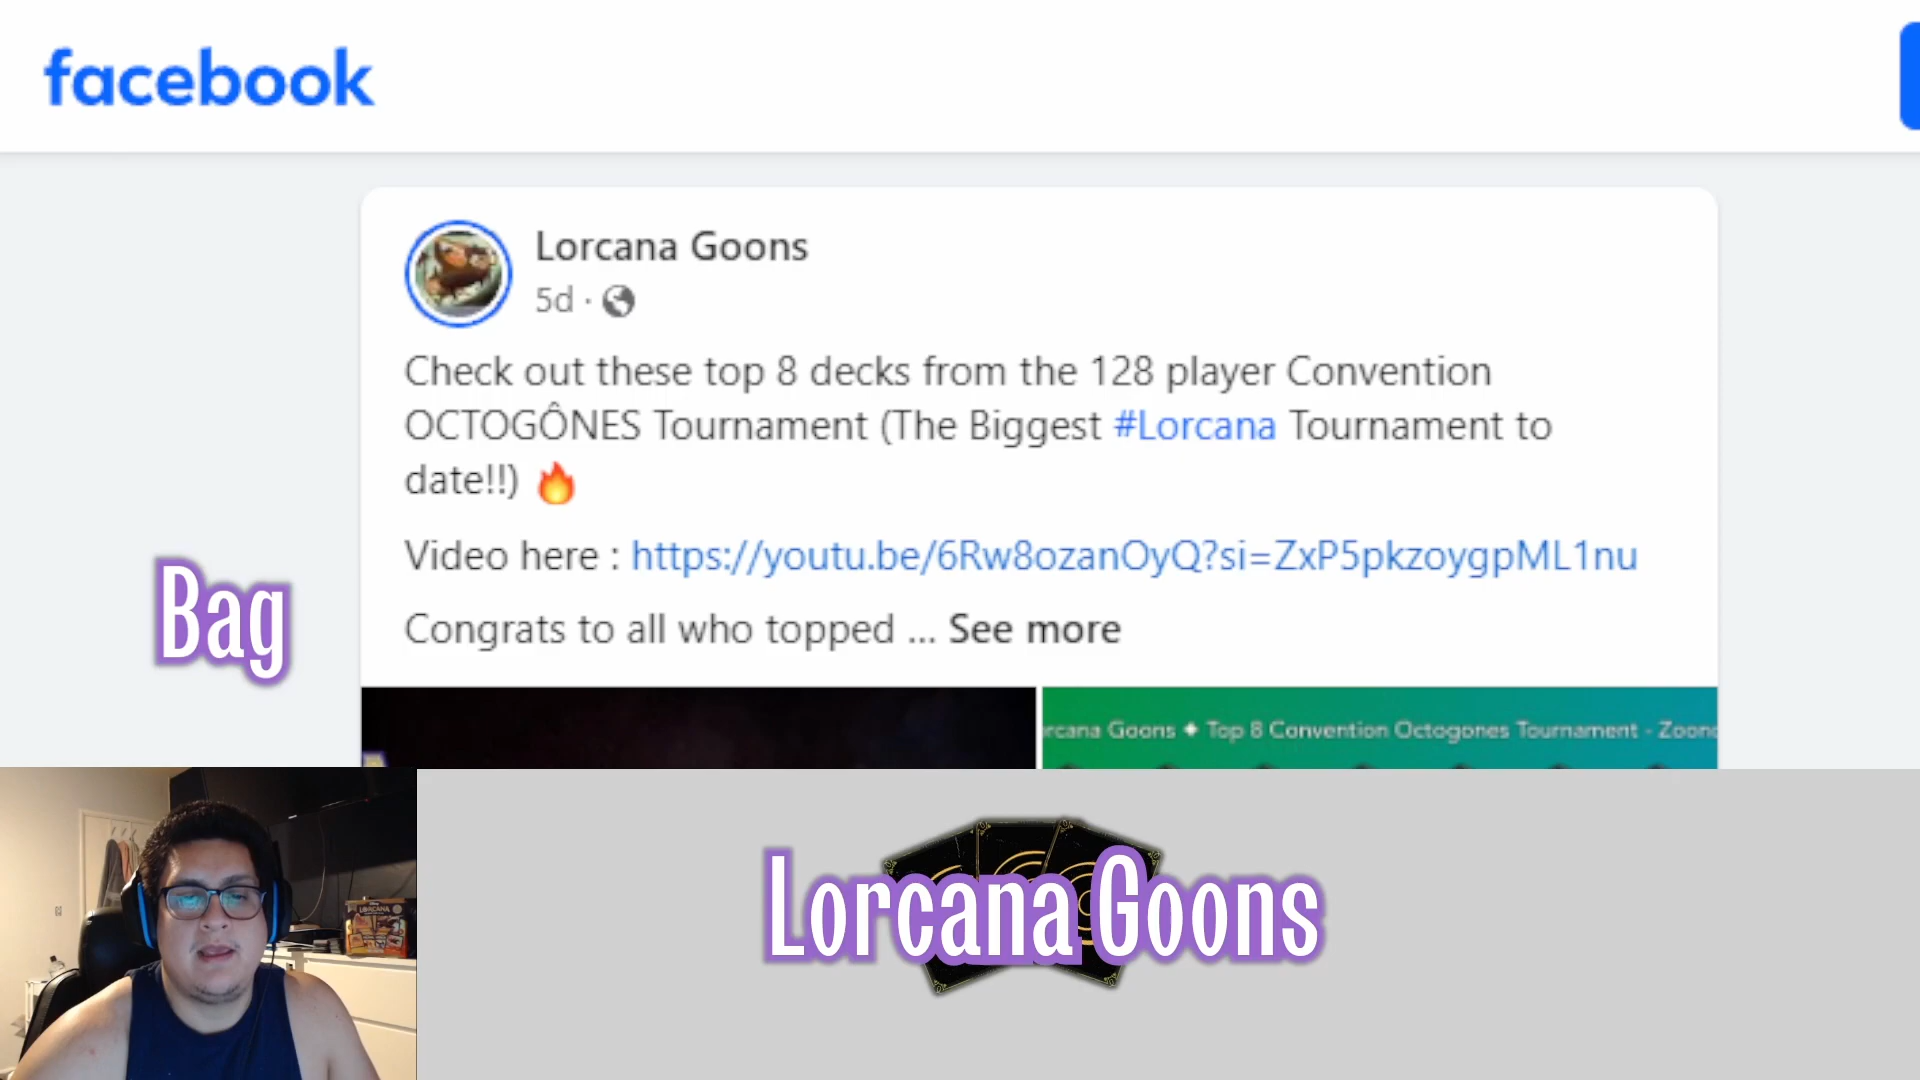 facebook
Lorcana Goons
5d ·
Check out these top 8 decks from the 128 player Convention
OCTOGÔNES Tournament (The Biggest #Lorcana Tournament to
date!!) 🔥
Video here : https://youtu.be/6Rw8ozanOyQ?si=ZxP5pkzoygpML1nu
Congrats to all who topped ... See more
Bag
Goons ✦ Top 8 Convention Octogones Tournament -
Lorcana Goons
LORCANA